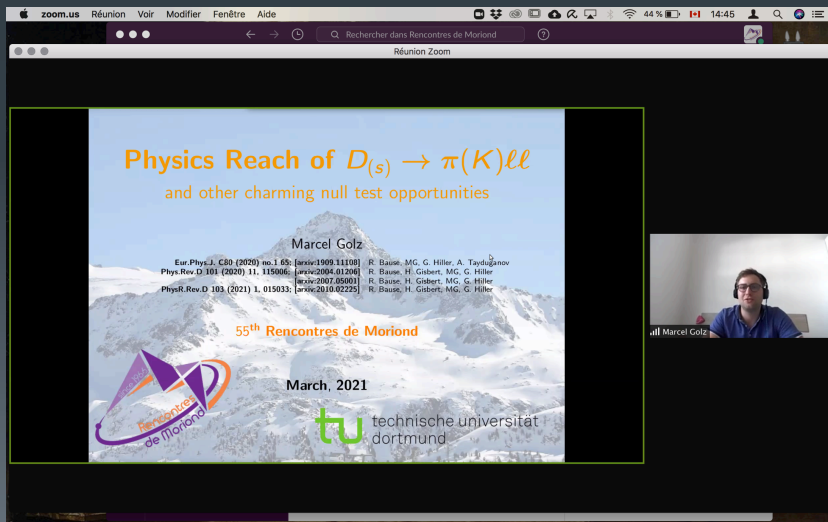 zoom.us Réunion Voir Modifier Fenêtre Aide 44 % 14:45
Rechercher dans Rencontres de Moriond
Réunion Zoom
Physics Reach of D(s) → π(K)ℓℓ
and other charming null test opportunities
Marcel Golz
Eur.Phys.J. C80 (2020) no.1 65; [arxiv:1909.11108] R. Bause, MG, G. Hiller, A. Tayduganov
Phys.Rev.D 101 (2020) 11, 115006; [arxiv:2004.01206] R. Bause, H. Gisbert, MG, G. Hiller
[arxiv:2007.05001] R. Bause, H. Gisbert, MG, G. Hiller
PhysR.Rev.D 103 (2021) 1, 015033; [arxiv:2010.02225] R. Bause, H. Gisbert, MG, G. Hiller
55th Rencontres de Moriond
March, 2021
Rencontres
de Moriond
tu technische universität
dortmund
Marcel Golz